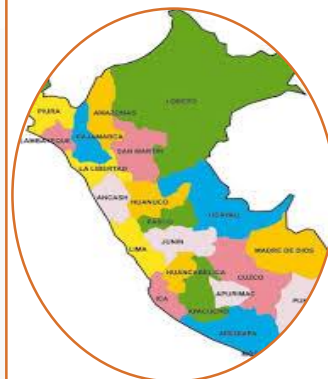 LORETO
PIURA
AMAZONAS
LAMBAYEQUE
CAJAMARCA
SAN MARTIN
LA LIBERTAD
ANCASH
HUANUCO
UCAYALI
PASCO
JUNIN
LIMA
MADRE DE DIOS
HUANCAVELICA
CUZCO
APURIMAC
ICA
AYACUCHO
AREQUIPA